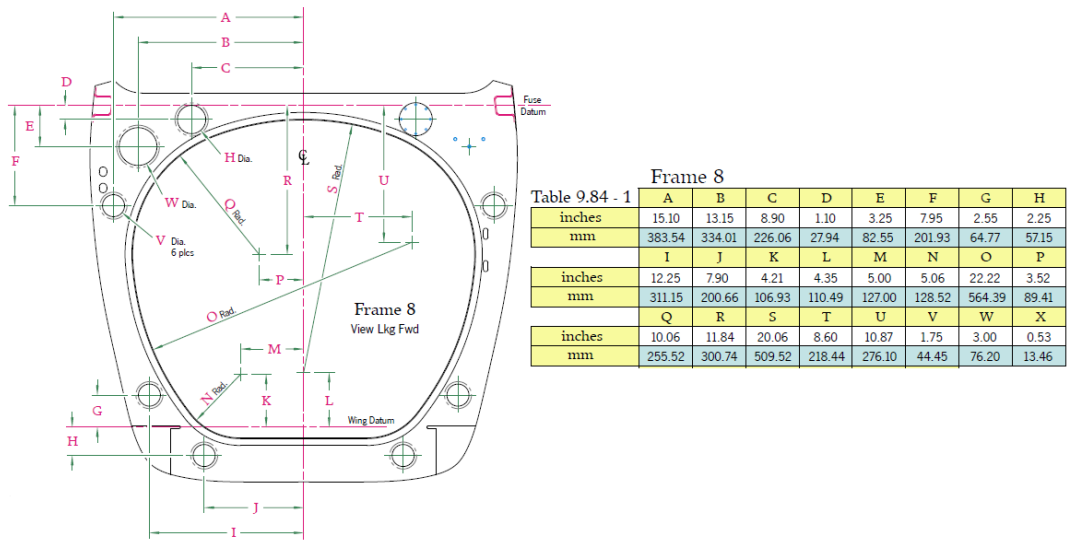 A
B
C
D
Fuse
Datum
E
F
H Dia.
℄
R
S Rad.
U
W Dia.
Q Rad.
T
V Dia.
6 plcs
P
O Rad.
Frame 8
View Lkg Fwd
M
N Rad.
K
L
G
Wing Datum
H
J
I
Frame 8
Table 9.84 - 1 A B C D E F G H
inches 15.10 13.15 8.90 1.10 3.25 7.95 2.55 2.25
mm 383.54 334.01 226.06 27.94 82.55 201.93 64.77 57.15
I J K L M N O P
inches 12.25 7.90 4.21 4.35 5.00 5.06 22.22 3.52
mm 311.15 200.66 106.93 110.49 127.00 128.52 564.39 89.41
Q R S T U V W X
inches 10.06 11.84 20.06 8.60 10.87 1.75 3.00 0.53
mm 255.52 300.74 509.52 218.44 276.10 44.45 76.20 13.46